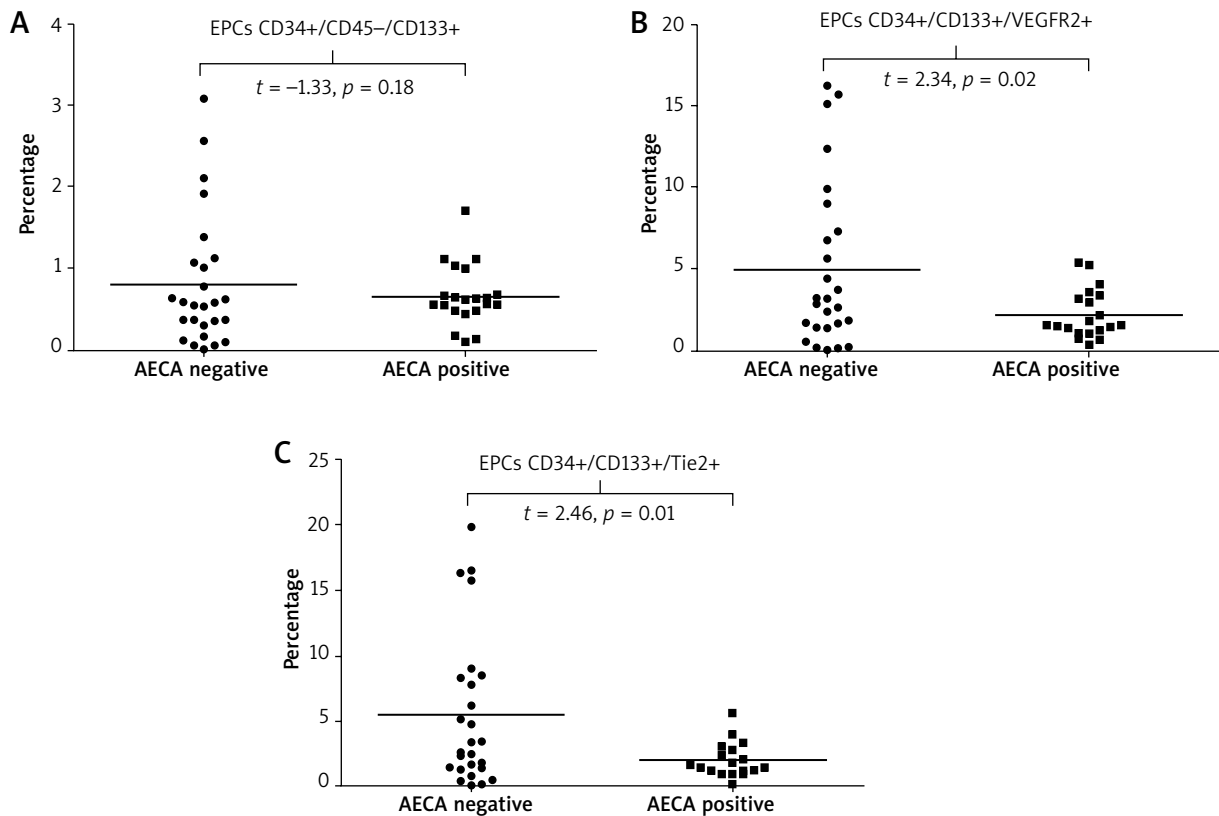 A
EPCs CD34+/CD45–/CD133+
t = –1.33, p = 0.18
Percentage
4
3
2
1
0
AECA negative
AECA positive
B
EPCs CD34+/CD133+/VEGFR2+
t = 2.34, p = 0.02
Percentage
20
15
10
5
0
AECA negative
AECA positive
C
EPCs CD34+/CD133+/Tie2+
t = 2.46, p = 0.01
Percentage
25
20
15
10
5
0
AECA negative
AECA positive